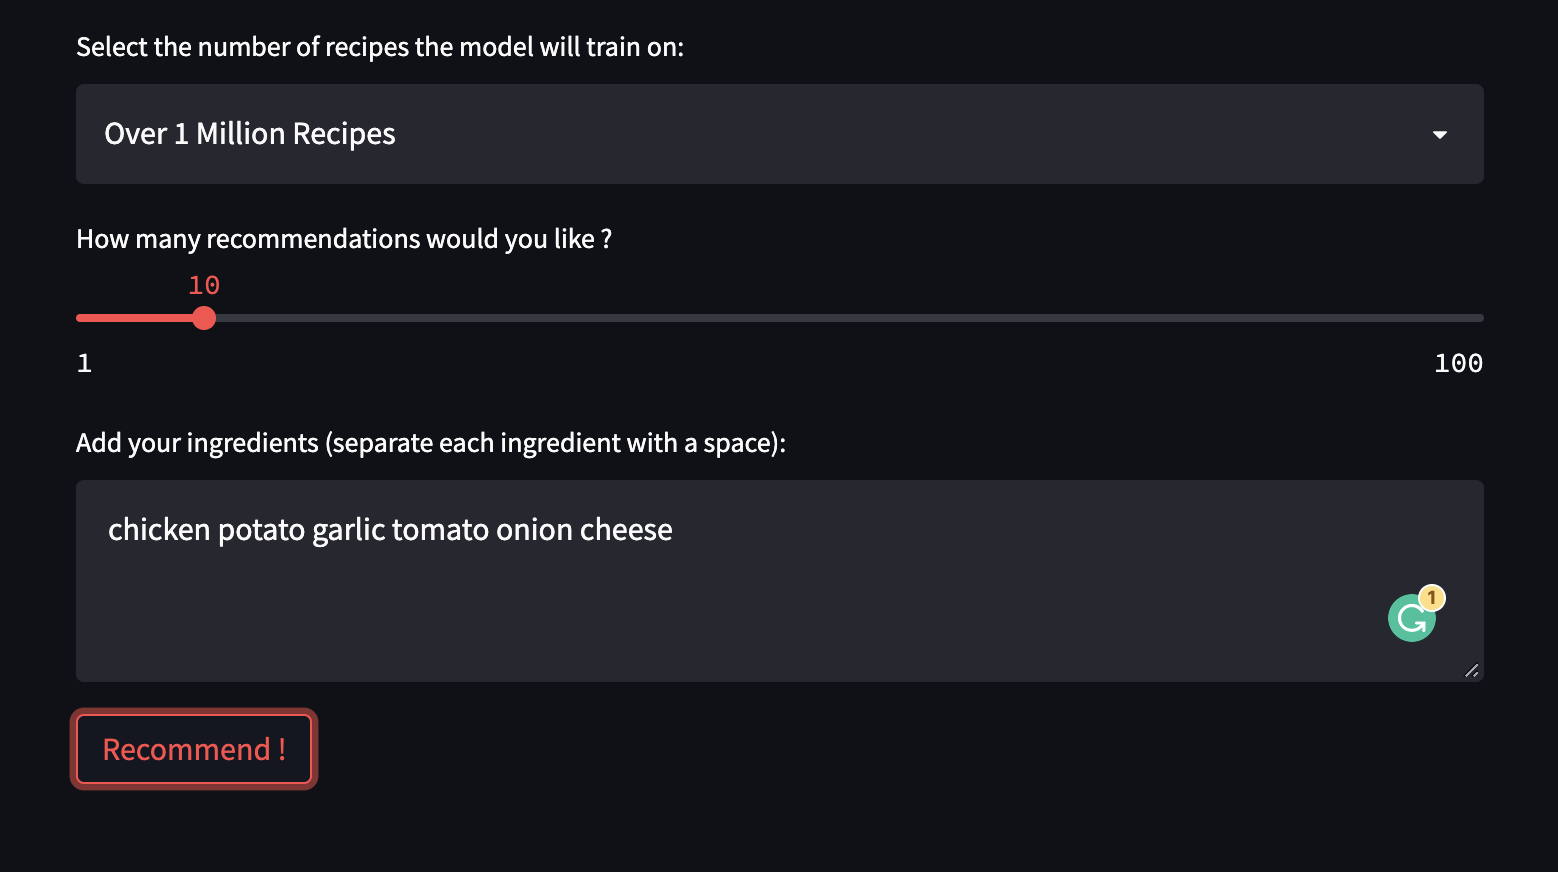 Select the number of recipes the model will train on:
Over 1 Million Recipes
How many recommendations would you like ?
10
1
100
Add your ingredients (separate each ingredient with a space):
chicken potato garlic tomato onion cheese
1
Recommend !